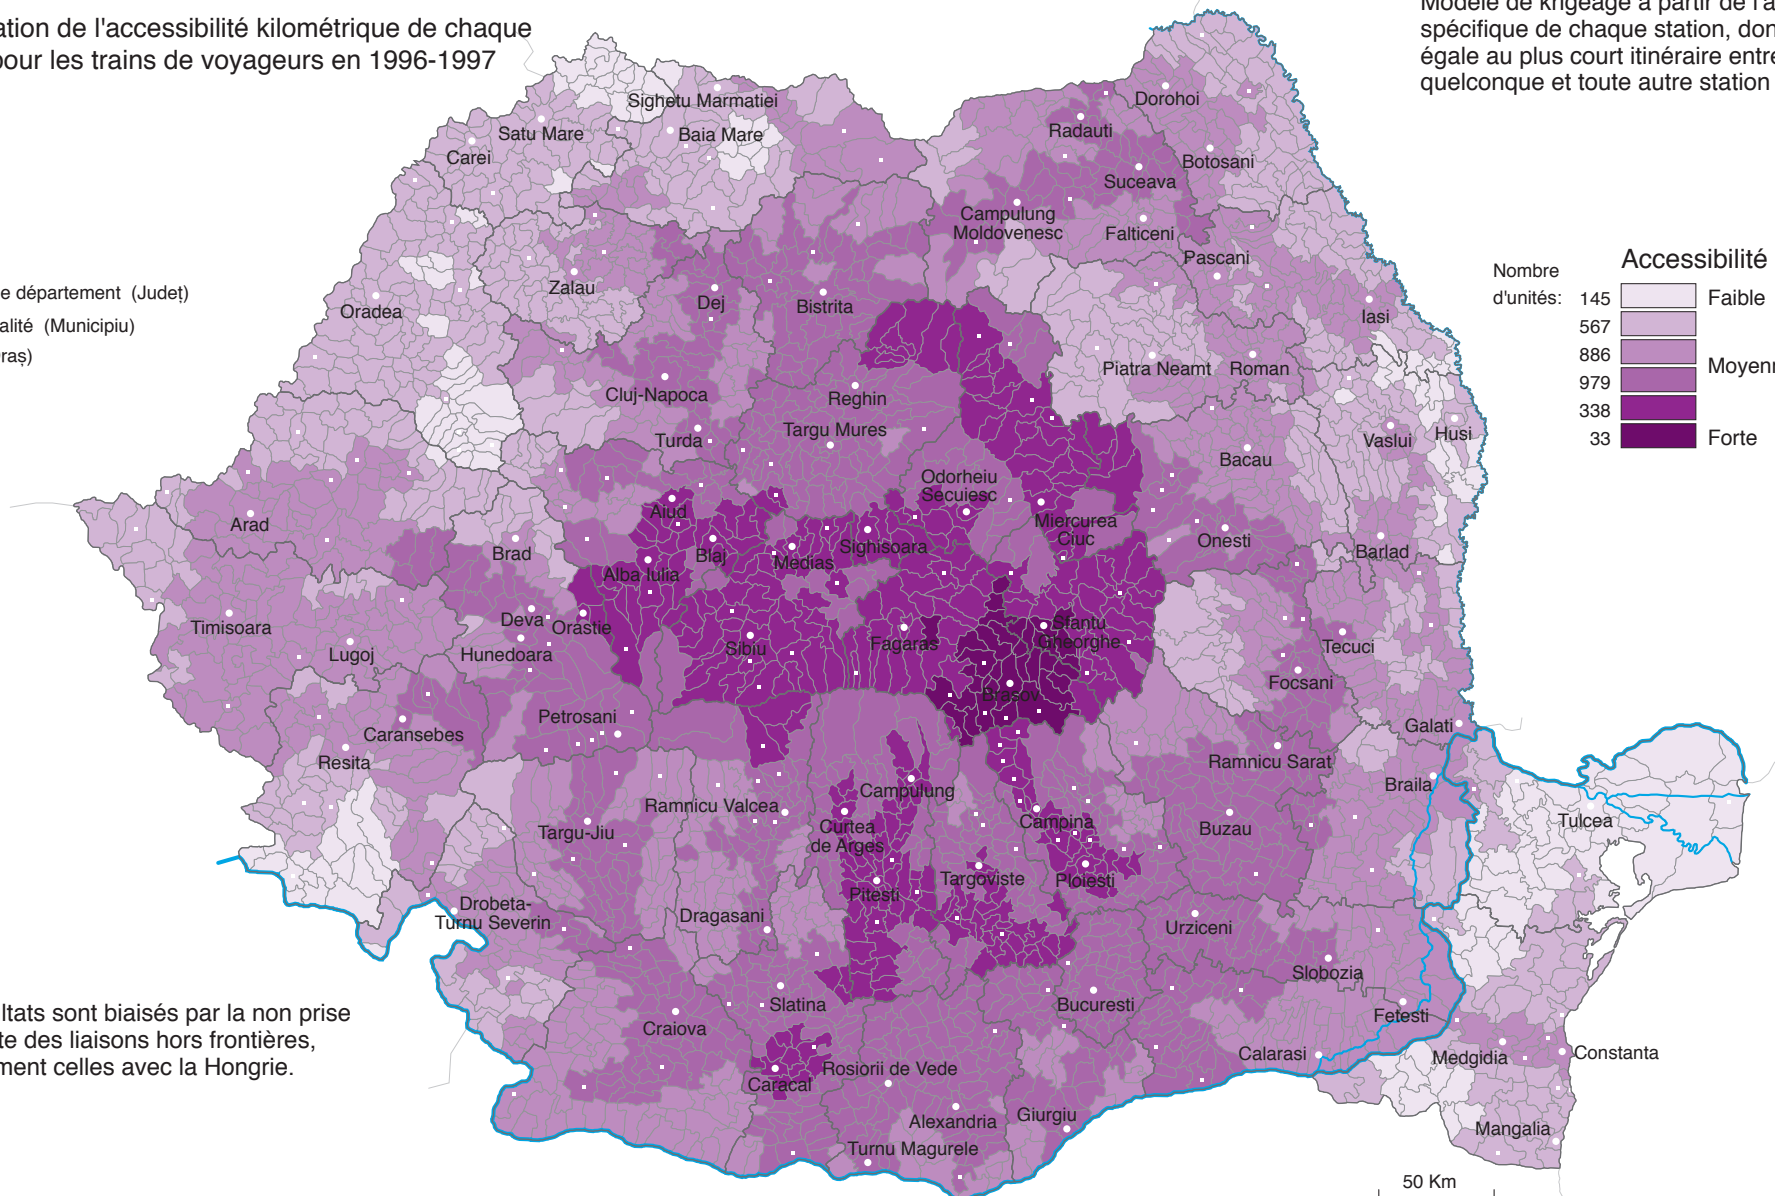 ation de l'accessibilité kilométrique de chaque
pour les trains de voyageurs en 1996-1997
Modèle de krigeage à partir de l'a
spécifique de chaque station, don
égale au plus court itinéraire entre
quelconque et toute autre station
e département (Județ)
alité (Municipiu)
raș)
Accessibilité
Nombre
d'unités:
145 Faible
567
886
Moyenn
979
338
33 Forte
Sighetu Marmatiei
Satu Mare
Baia Mare
Carei
Dorohoi
Radauti
Botosani
Suceava
Campulung
Moldovenesc
Falticeni
Pascani
Zalau
Dej
Bistrita
Oradea
Iasi
Piatra Neamt
Roman
Cluj-Napoca
Reghin
Targu Mures
Turda
Vaslui
Husi
Bacau
Odorheiu
Secuiesc
Aiud
Arad
Miercurea
Ciuc
Brad
Blaj
Medias
Sighisoara
Onesti
Barlad
Alba Iulia
Deva
Orastie
Timisoara
Lugoj
Hunedoara
Sibiu
Fagaras
Sfantu
Gheorghe
Tecuci
Focsani
Brasov
Petrosani
Caransebes
Galati
Resita
Ramnicu Sarat
Braila
Ramnicu Valcea
Campulung
Targu-Jiu
Curtea
de Arges
Campina
Buzau
Tulcea
Pitesti
Targoviste
Ploiesti
Drobeta-
Turnu Severin
Dragasani
Urziceni
Slobozia
Slatina
Bucuresti
Fetesti
Craiova
Calarasi
Medgidia
Constanta
Caracal
Rosiorii de Vede
Alexandria
Giurgiu
Mangalia
Turnu Magurele
ltats sont biaisés par la non prise
te des liaisons hors frontières,
ment celles avec la Hongrie.
50 Km